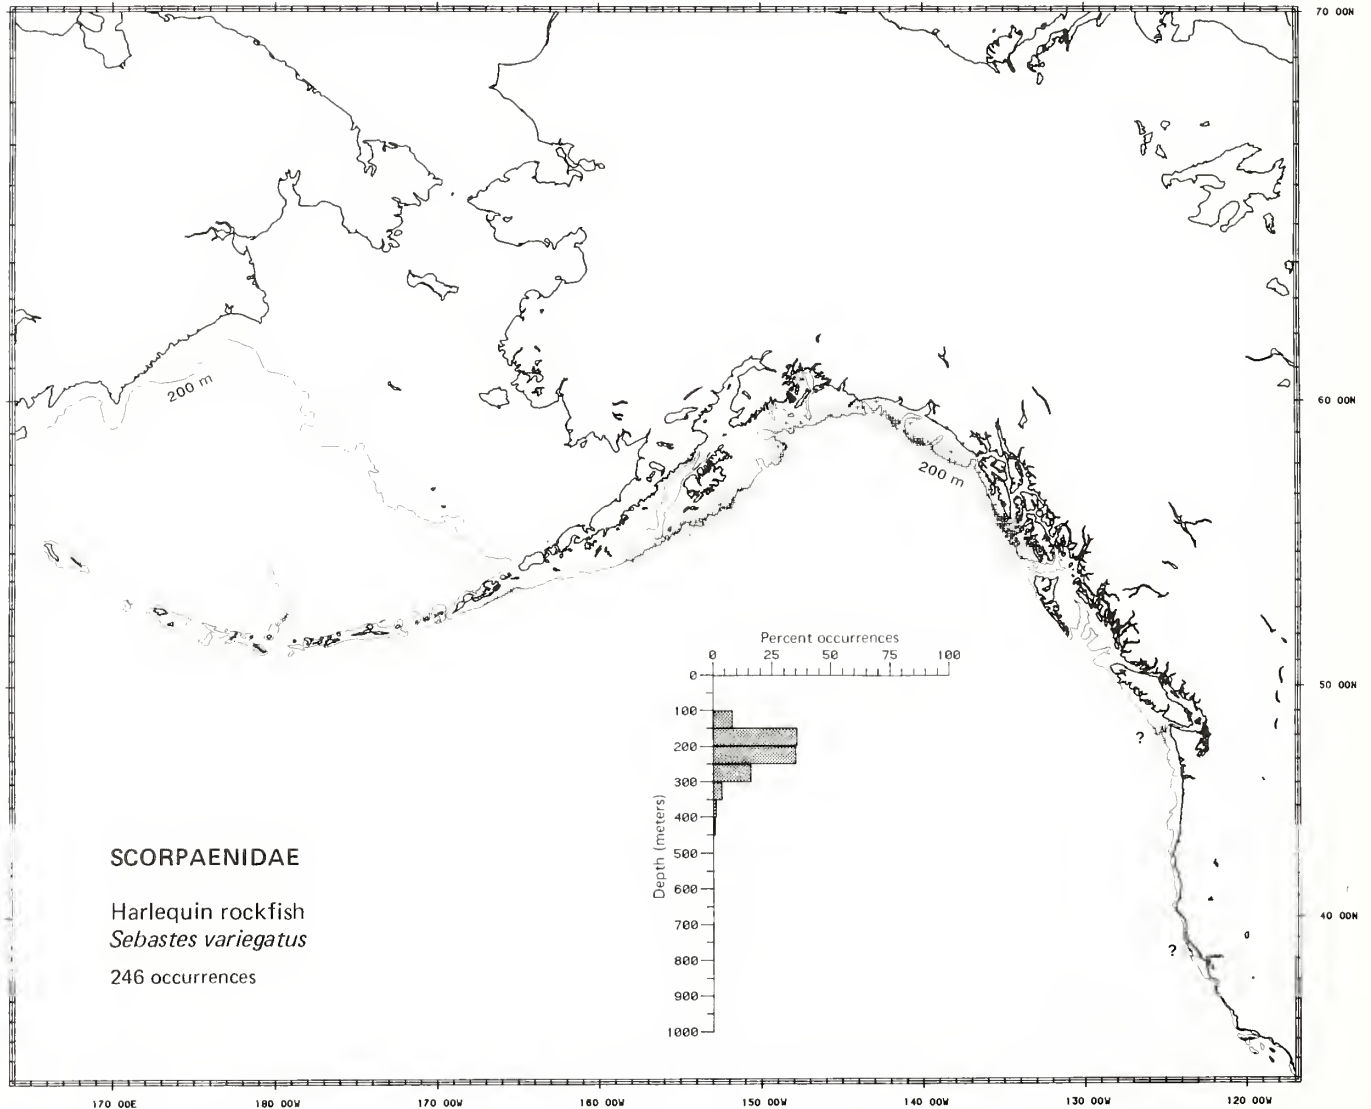 70 00N
200 m
60 00N
200 m
Percent occurrences
0 25 50 75 100
0
100
200
300
400
500
600
700
800
900
1000
Depth (meters)
50 00N
?
40 00N
?
SCORPAENIDAE
Harlequin rockfish
Sebastes variegatus
246 occurrences
170 00E 180 00W 170 00W 160 00W 150 00W 140 00W 130 00W 120 00W